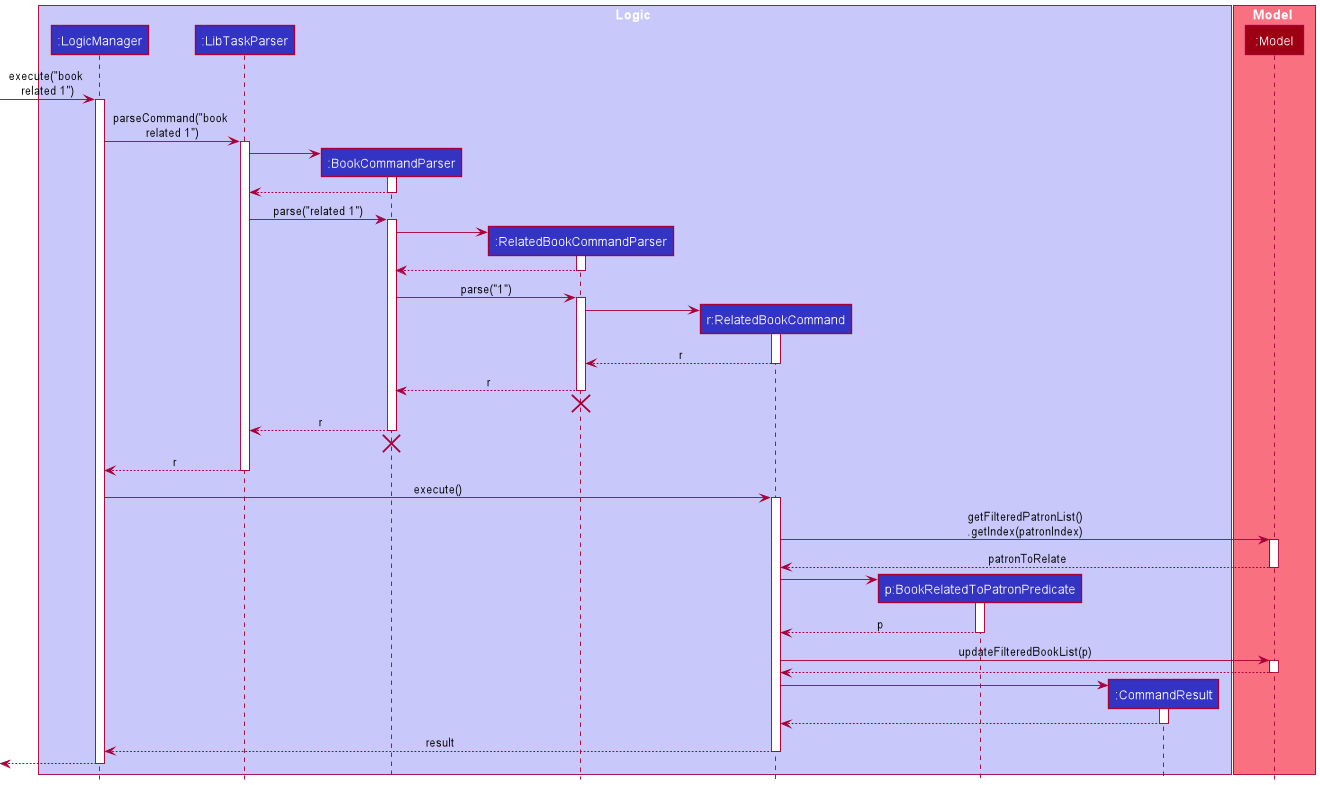 Logic
Model
:LogicManager
:LibTaskParser
:Model
execute("book
related 1")
parseCommand("book
related 1")
:BookCommandParser
parse("related 1")
:RelatedBookCommandParser
parse("1")
r:RelatedBookCommand
r
r
r
r
execute()
getFilteredPatronList()
.getIndex(patronIndex)
patronToRelate
p:BookRelatedToPatronPredicate
p
updateFilteredBookList(p)
:CommandResult
result